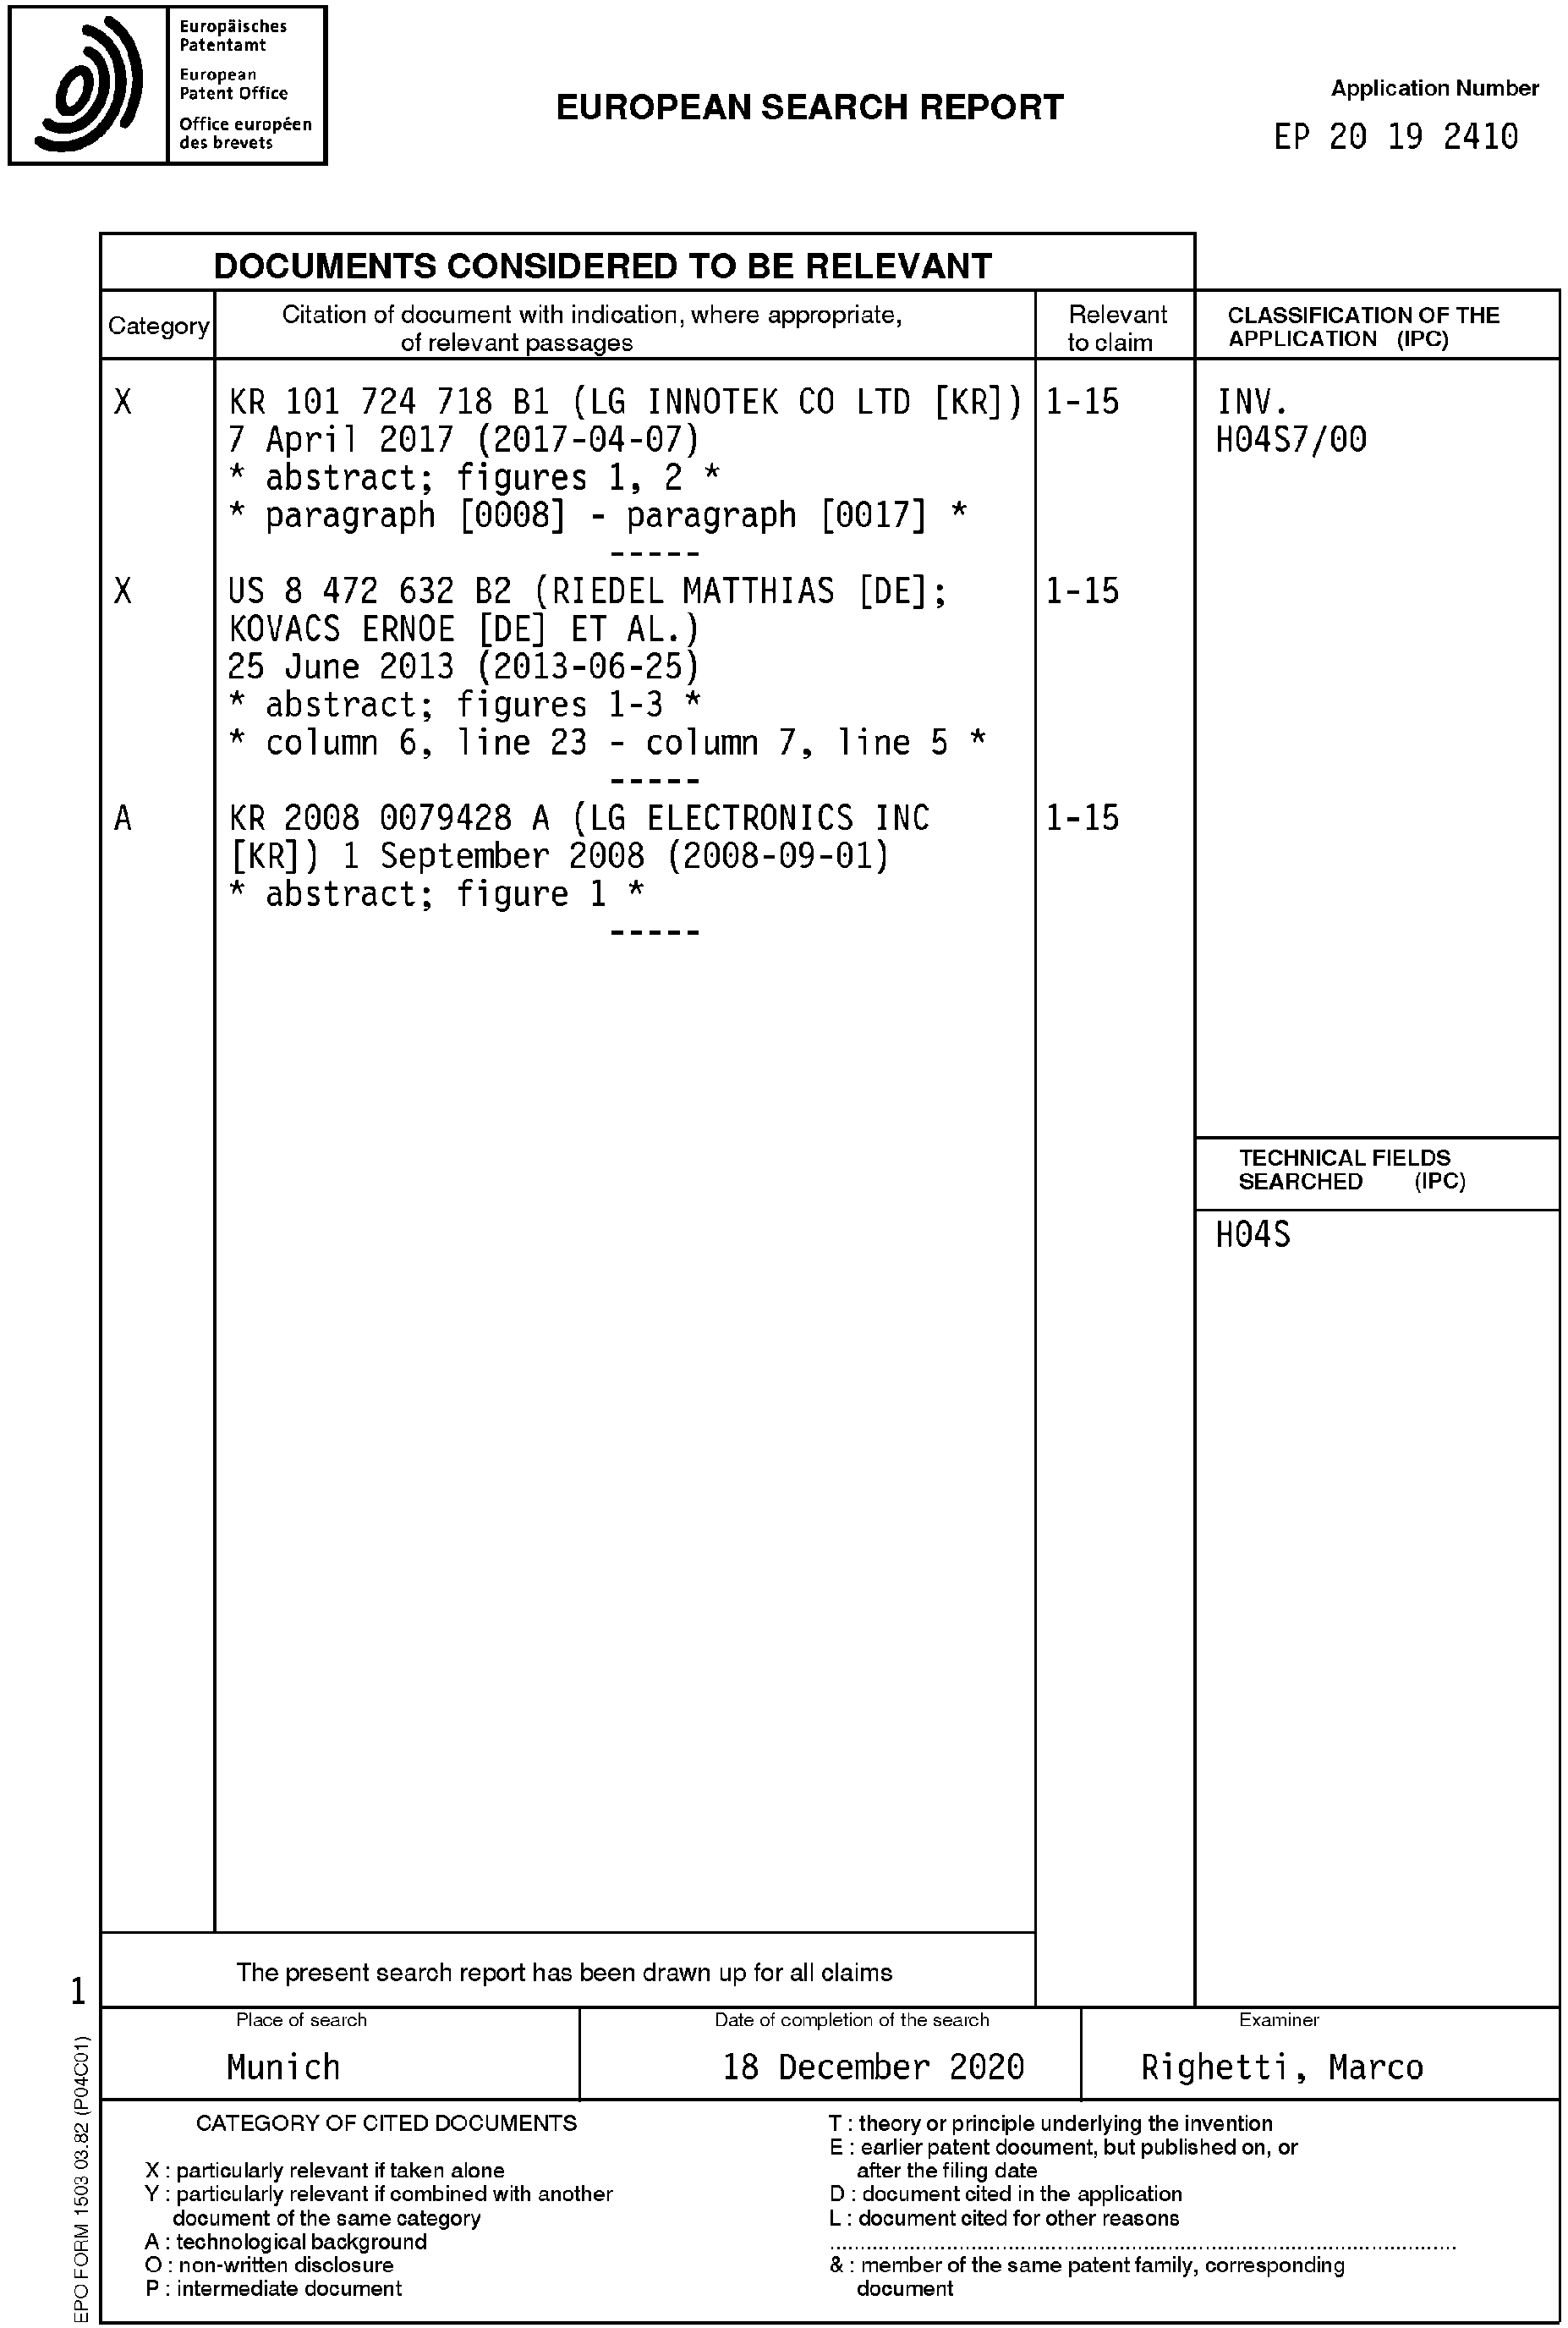 Europäisches
Patentamt
European
Patent Office
Office européen
des brevets
EUROPEAN SEARCH REPORT
Application Number
EP 20 19 2410
DOCUMENTS CONSIDERED TO BE RELEVANT
Category
Citation of document with indication, where appropriate,
of relevant passages
Relevant
to claim
CLASSIFICATION OF THE
APPLICATION (IPC)
X
KR 101 724 718 B1 (LG INNOTEK CO LTD [KR])
7 April 2017 (2017-04-07)
* abstract; figures 1, 2 *
* paragraph [0008] - paragraph [0017] *
-----
1-15
INV.
H04S7/00
X
US 8 472 632 B2 (RIEDEL MATTHIAS [DE];
KOVACS ERNOE [DE] ET AL.)
25 June 2013 (2013-06-25)
* abstract; figures 1-3 *
* column 6, line 23 - column 7, line 5 *
-----
1-15
A
KR 2008 0079428 A (LG ELECTRONICS INC
[KR]) 1 September 2008 (2008-09-01)
* abstract; figure 1 *
-----
1-15
TECHNICAL FIELDS
SEARCHED (IPC)
H04S
The present search report has been drawn up for all claims
1
Place of search
Munich
Date of completion of the search
18 December 2020
Examiner
Righetti, Marco
CATEGORY OF CITED DOCUMENTS
X : particularly relevant if taken alone
Y : particularly relevant if combined with another
document of the same category
A : technological background
O : non-written disclosure
P : intermediate document
T : theory or principle underlying the invention
E : earlier patent document, but published on, or
after the filing date
D : document cited in the application
L : document cited for other reasons
& : member of the same patent family, corresponding
document
EPO FORM 1503 03.82 (P04C01)